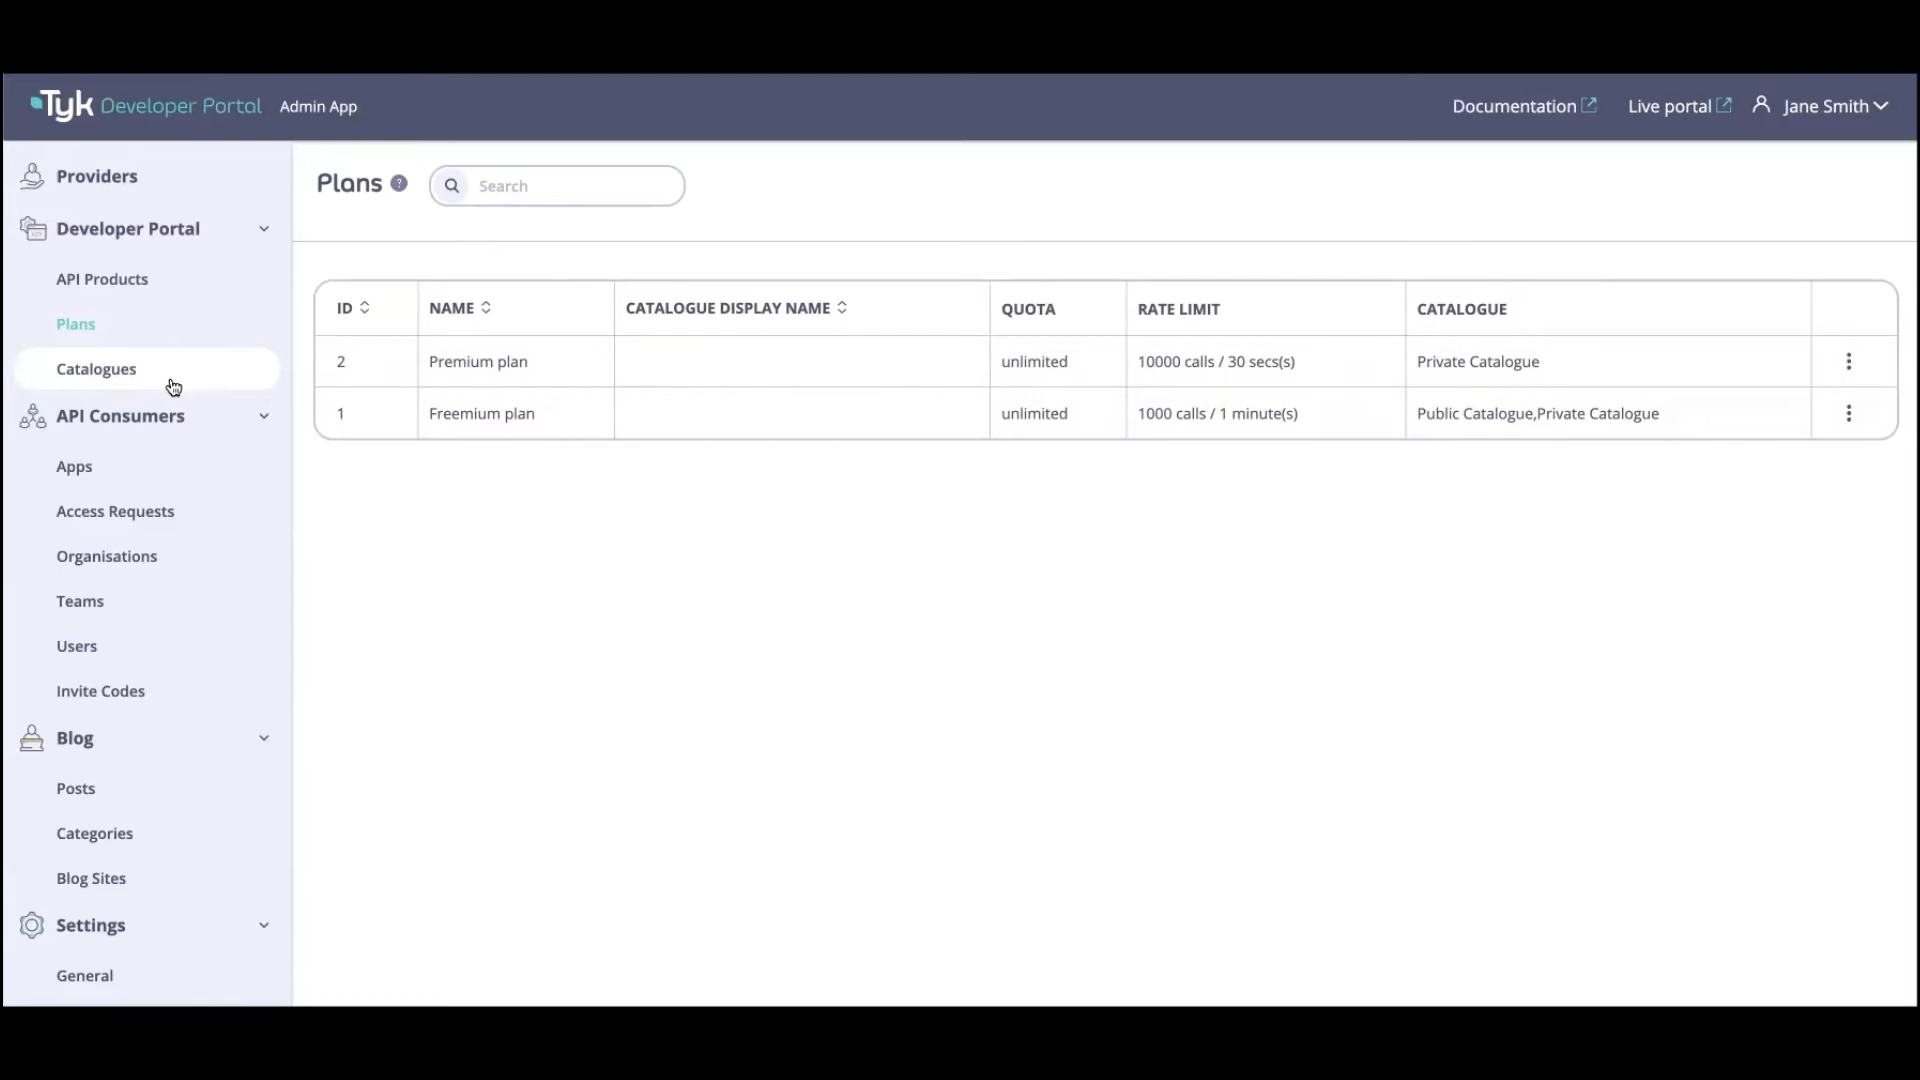 Tyk Developer Portal Admin App Documentation Live portal Jane Smith
Providers
Developer Portal
API Products
Plans
Catalogues
API Consumers
Apps
Access Requests
Organisations
Teams
Users
Invite Codes
Blog
Posts
Categories
Blog Sites
Settings
General
Plans ? Search
ID NAME CATALOGUE DISPLAY NAME QUOTA RATE LIMIT CATALOGUE
2 Premium plan unlimited 10000 calls / 30 secs(s) Private Catalogue
1 Freemium plan unlimited 1000 calls / 1 minute(s) Public Catalogue,Private Catalogue